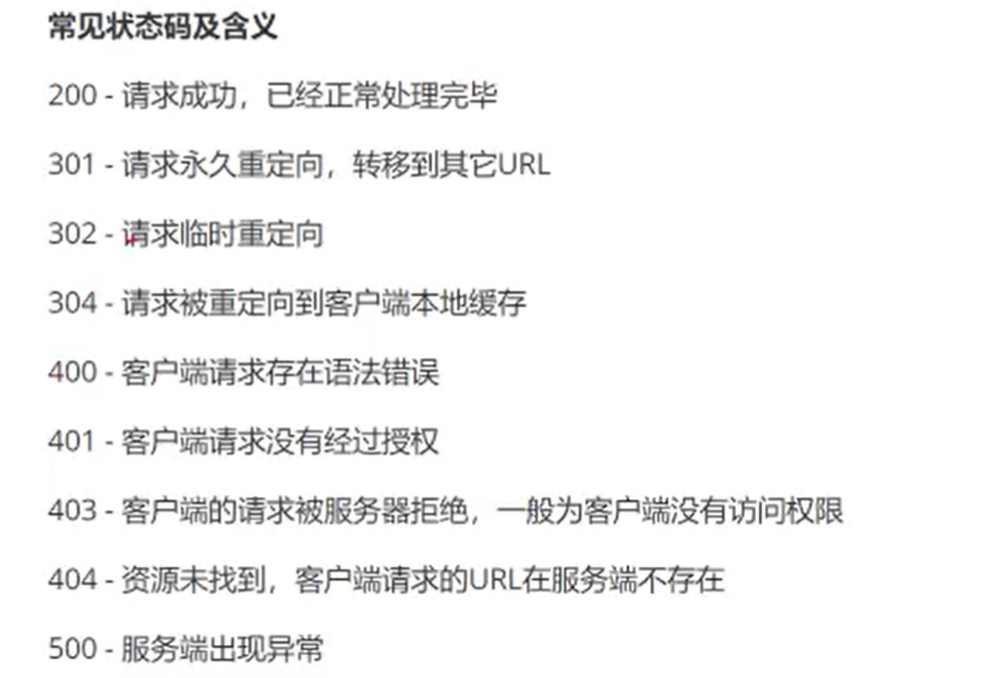 常见状态码及含义
200 - 请求成功，已经正常处理完毕
301 - 请求永久重定向，转移到其它URL
302 - 请求临时重定向
304 - 请求被重定向到客户端本地缓存
400 - 客户端请求存在语法错误
401 - 客户端请求没有经过授权
403 - 客户端的请求被服务器拒绝，一般为客户端没有访问权限
404 - 资源未找到，客户端请求的URL在服务端不存在
500 - 服务端出现异常